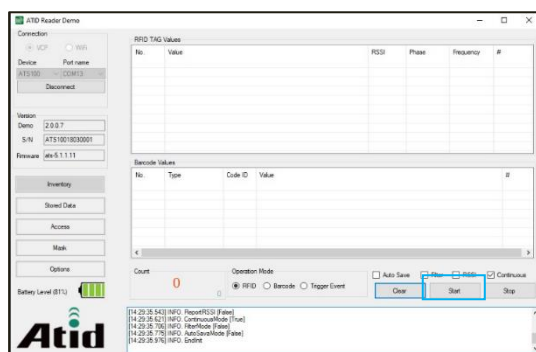 ATID Reader Demo
Connection
VCP
Device Port name
ATS100 COM13
Disconnect
Version
Demo 2.0.0.7
S/N ATS10018030001
Firmware ats-5.1.1.11
Inventory
Stored Data
Access
Mask
Options
Battery Level (81%)
Atid
RFID TAG Values
No. Value RSSI Phase Frequency #
Barcode Values
No. Type Code ID Value #
Count
0
0
Operation Mode
RFID Barcode Trigger Event
Auto Save Filter RSSI Continuous
Clear Start Stop
[14:29:35.543] INFO. ReportRSSI [False]
[14:29:35.621] INFO. ContinuousMode [True]
[14:29:35.706] INFO. FilterMode [False]
[14:29:35.775] INFO. AutoSaveMode [False]
[14:29:35.976] INFO. EndInit